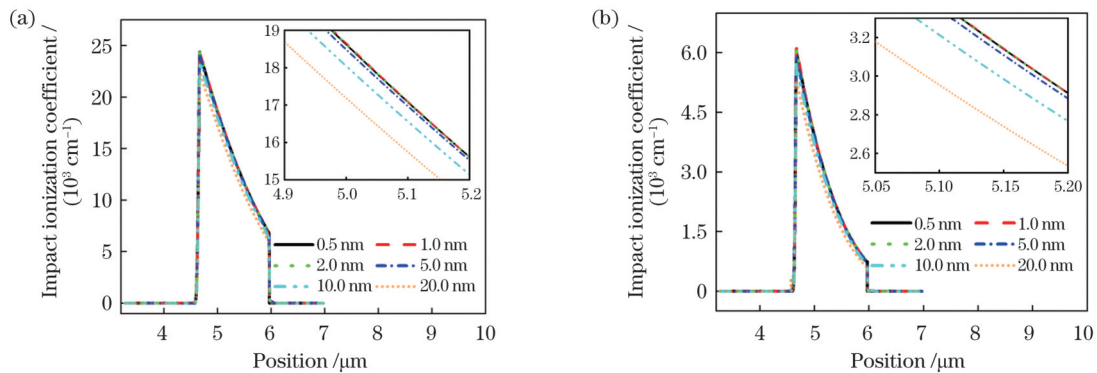 (a)
Impact ionization coefficient /
(10³ cm⁻¹)
25
20
15
10
5
0
4 5 6 7 8 9 10
Position /μm
19
18
17
16
15
4.9 5.0 5.1 5.2
0.5 nm 1.0 nm
2.0 nm 5.0 nm
10.0 nm 20.0 nm
(b)
Impact ionization coefficient /
(10³ cm⁻¹)
6.0
4.5
3.0
1.5
0
4 5 6 7 8 9 10
Position /μm
3.2
3.0
2.8
2.6
5.05 5.10 5.15 5.20
0.5 nm 1.0 nm
2.0 nm 5.0 nm
10.0 nm 20.0 nm